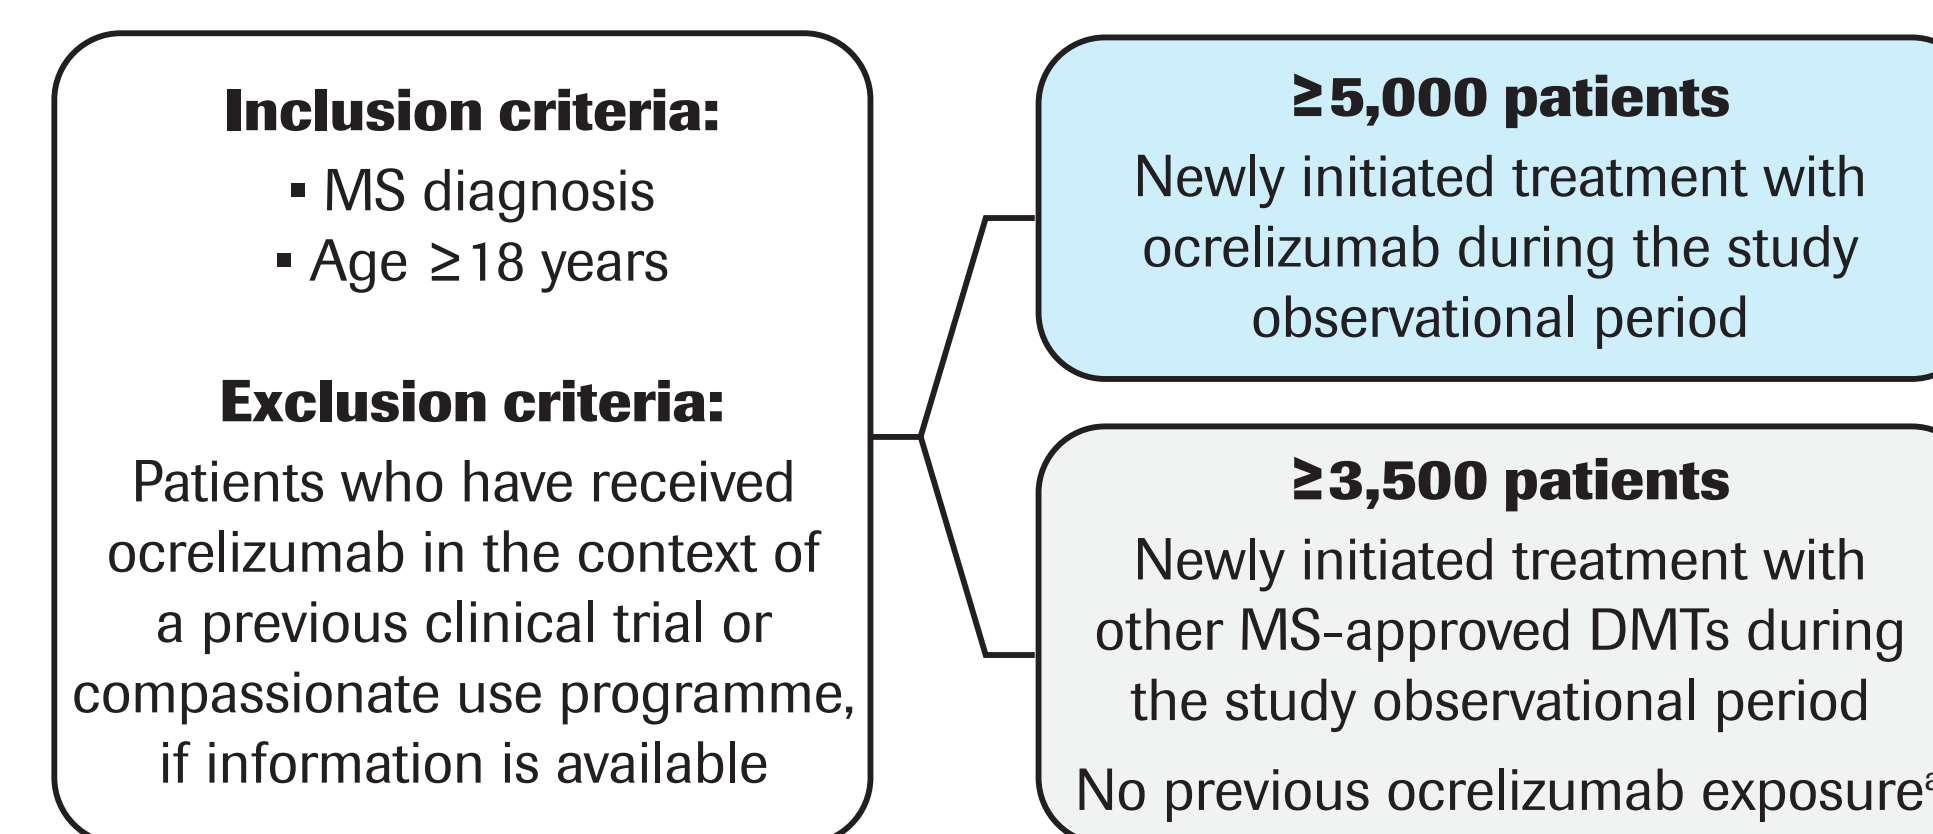 Inclusion criteria:
▪ MS diagnosis
▪ Age ≥18 years
Exclusion criteria:
Patients who have received
ocrelizumab in the context of
a previous clinical trial or
compassionate use programme,
if information is available
≥5,000 patients
Newly initiated treatment with
ocrelizumab during the study
observational period
≥3,500 patients
Newly initiated treatment with
other MS-approved DMTs during
the study observational period
No previous ocrelizumab exposureᵃ